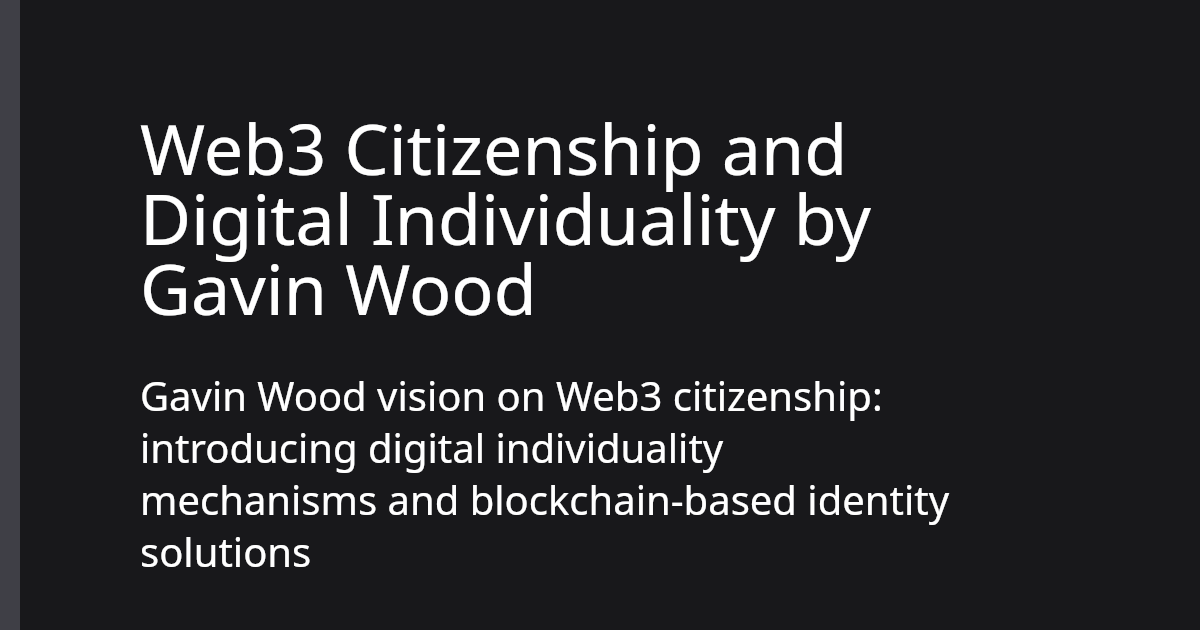 Web3 Citizenship and
Digital Individuality by
Gavin Wood
Gavin Wood vision on Web3 citizenship:
introducing digital individuality
mechanisms and blockchain-based identity
solutions